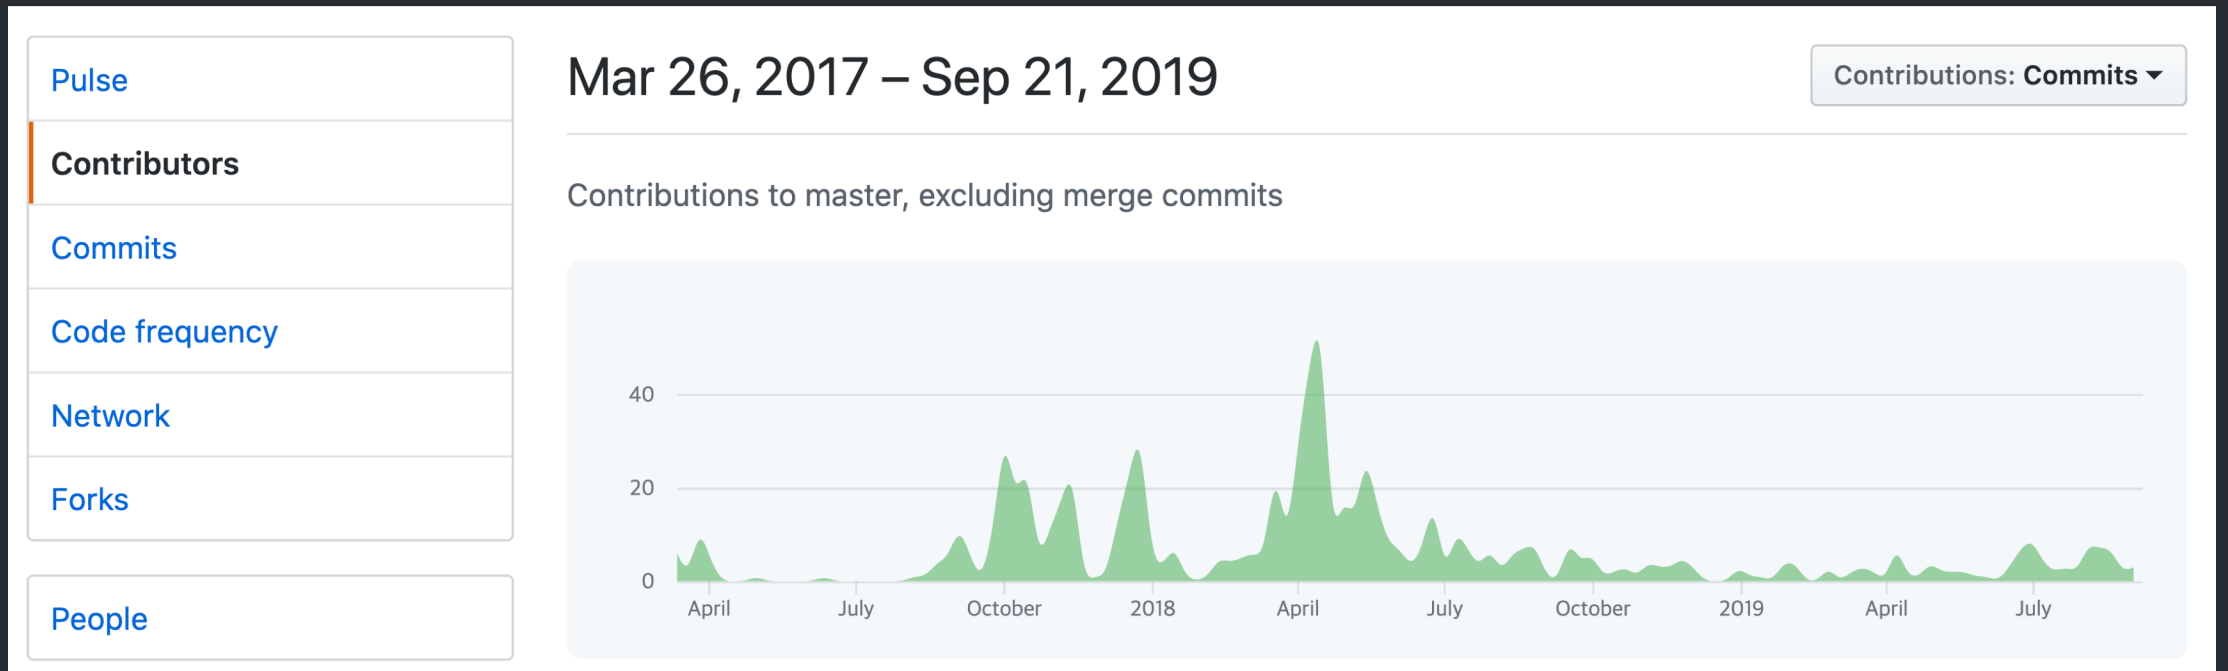 Pulse
Contributors
Commits
Code frequency
Network
Forks
People
Mar 26, 2017 – Sep 21, 2019
Contributions: Commits
Contributions to master, excluding merge commits
40
20
0
April July October 2018 April July October 2019 April July